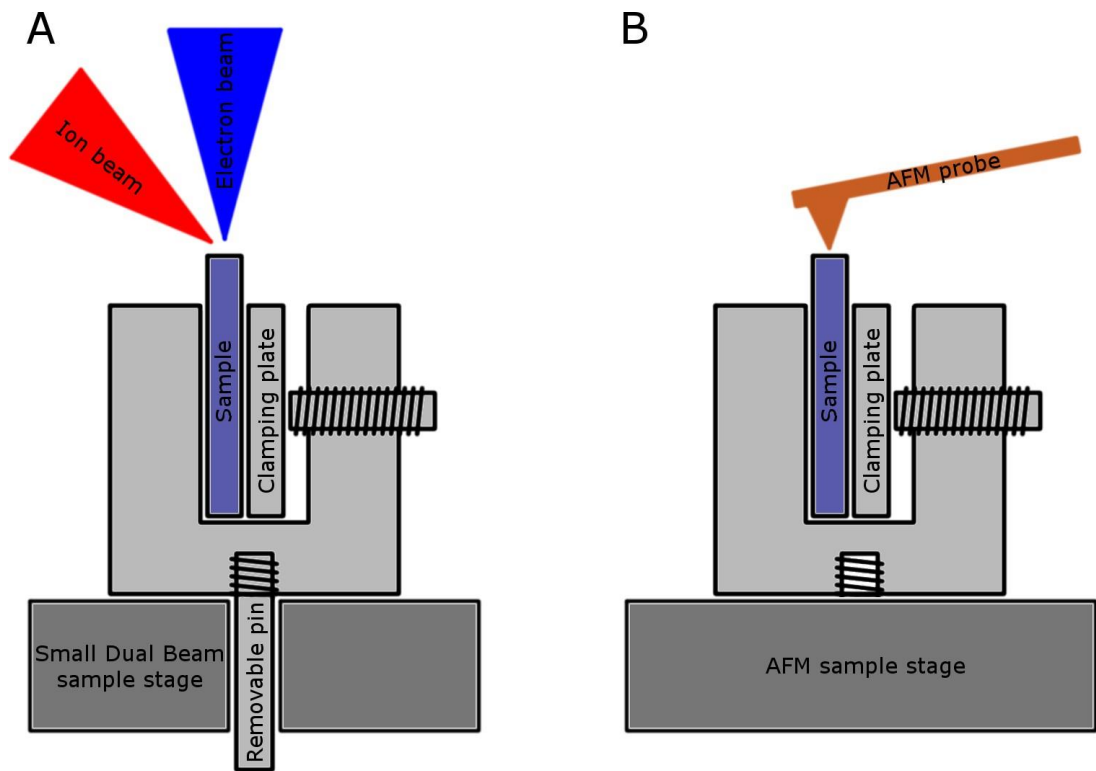 A
B
Ion beam
Electron beam
AFM probe
Sample
Clamping plate
Sample
Clamping plate
Small Dual Beam
sample stage
Removable pin
AFM sample stage